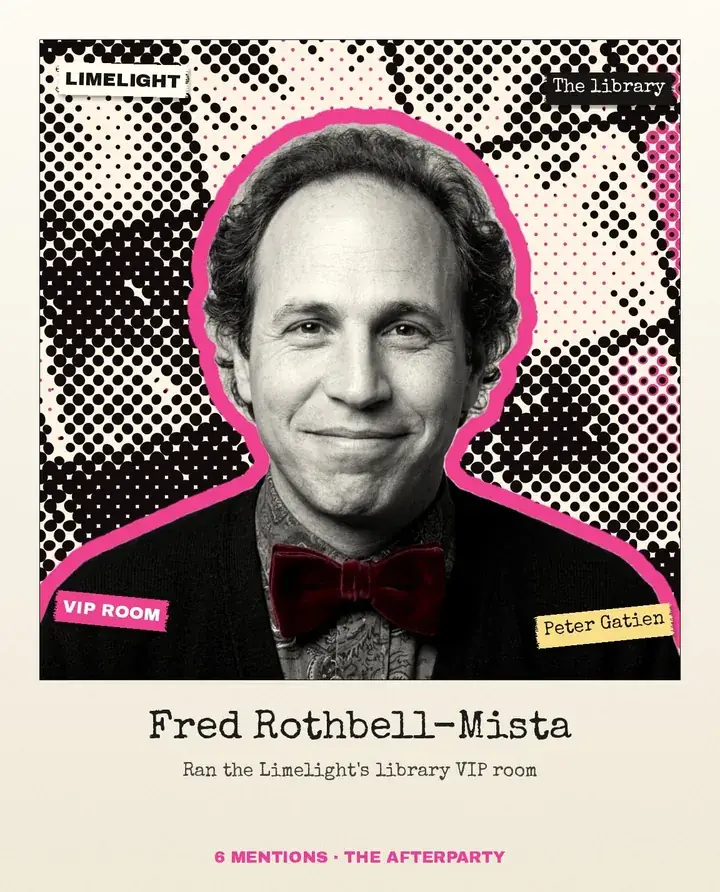 LIMELIGHT
The library
VIP ROOM
Peter Gatien
Fred Rothbell-Mista
Ran the Limelight's library VIP room
6 MENTIONS · THE AFTERPARTY